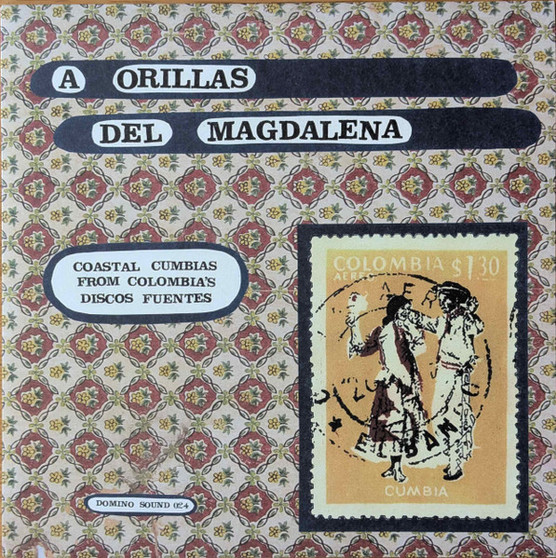 A ORILLAS
DEL MAGDALENA
COASTAL CUMBIAS
FROM COLOMBIA'S
DISCOS FUENTES
COLOMBIA $1.30
AEREO
CUMBIA
DOMINO SOUND 024